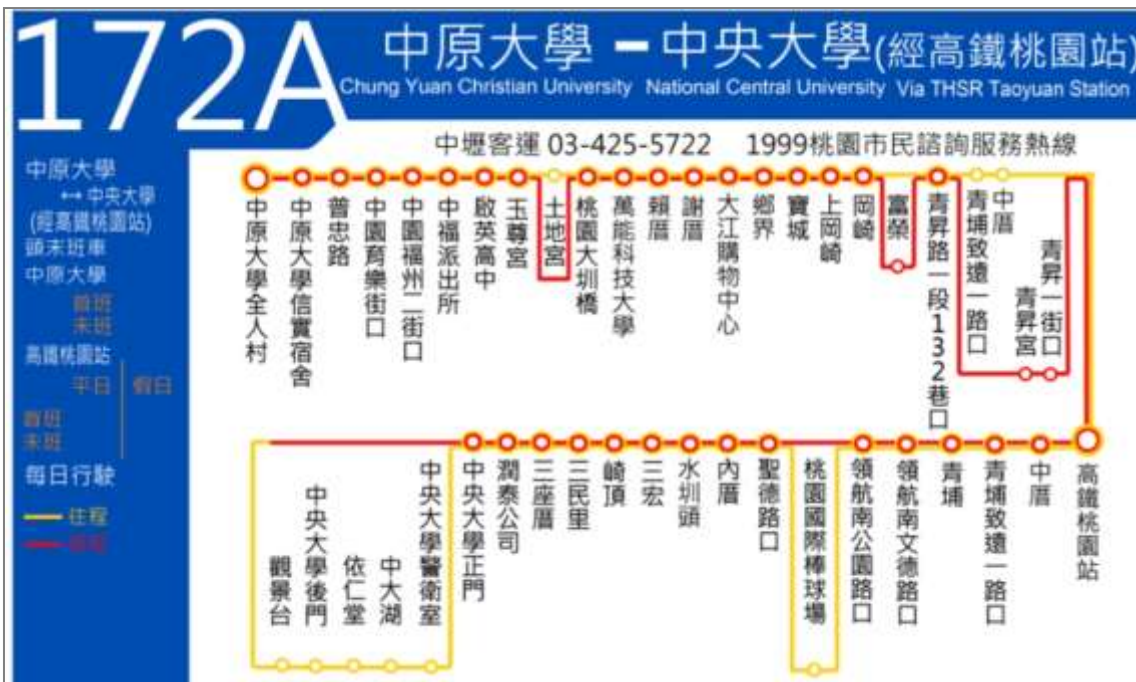 172A
中原大學 – 中央大學(經高鐵桃園站)
Chung Yuan Christian University National Central University Via THSR Taoyuan Station
中壢客運 03-425-5722 1999桃園市民諮詢服務熱線
中原大學
↔ 中央大學
(經高鐵桃園站)
頭末班車
中原大學
首班
末班
高鐵桃園站
平日 假日
首班
末班
每日行駛
往程
中原大學全人村
中原大學信實宿舍
普忠路
中園育樂街口
中園福州二街口
中福派出所
啟英高中
玉尊宮
土地宮
桃園大圳橋
萬能科技大學
賴厝
謝厝
大江購物中心
鄉界
寶城
上岡崎
岡崎
富榮
青昇路一段132巷口
青埔致遠一路口
中厝
青昇宮
青昇一街口
高鐵桃園站
中厝
青埔致遠一路口
青埔
領航南文德路口
領航南公園路口
桃園國際棒球場
聖德路口
內厝
水圳頭
三宏
崎頂
三民里
三座厝
潤泰公司
中央大學正門
中央大學警衛室
中大湖
依仁堂
中央大學後門
觀景台